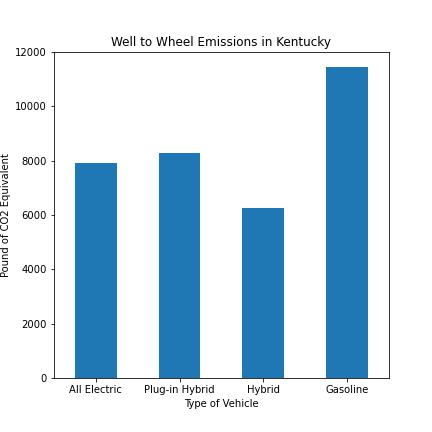 Well to Wheel Emissions in Kentucky
12000
10000
8000
6000
4000
2000
0
Pound of CO2 Equivalent
All Electric Plug-in Hybrid Hybrid Gasoline
Type of Vehicle